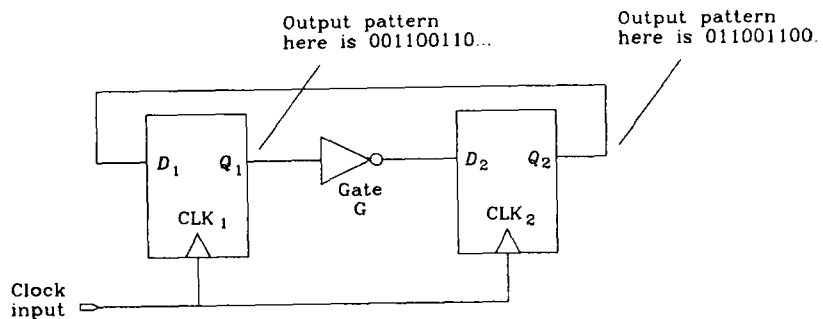 Output pattern
here is 001100110...
Output pattern
here is 011001100.
D1
Q1
CLK1
Gate
G
D2
Q2
CLK2
Clock
input